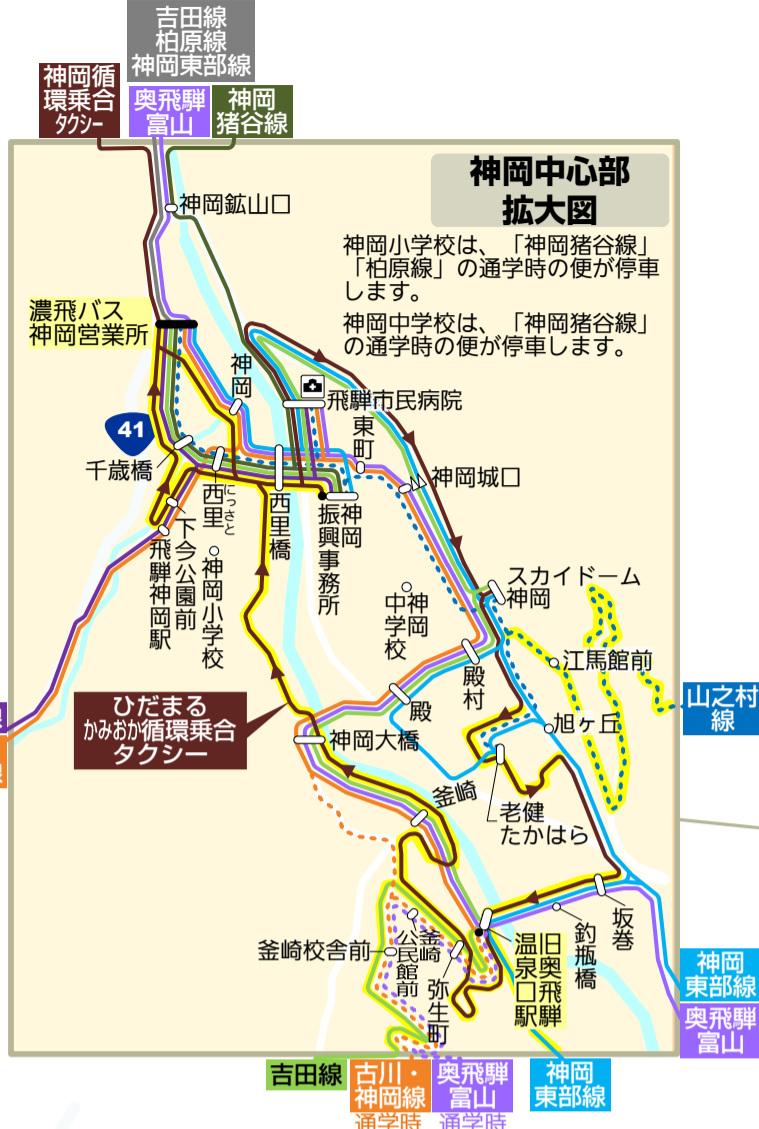 吉田線
柏原線
神岡東部線
神岡循
環乗合
タクシー
奥飛騨
富山
神岡
猪谷線
神岡中心部
拡大図
神岡鉱山口
神岡小学校は、「神岡猪谷線」
「柏原線」の通学時の便が停車
します。
神岡中学校は、「神岡猪谷線」
の通学時の便が停車します。
濃飛バス
神岡営業所
神岡
飛騨市民病院
41
東町
千歳橋
神岡城口
西里
にっさと
西里橋
神岡
振興事務所
下今公園前
飛騨神岡駅
神岡小学校
スカイドーム
神岡
神岡
中学校
江馬館前
殿村
山之村
線
殿
旭ヶ丘
ひだまる
かみおか循環乗合
タクシー
神岡大橋
釜崎
老健
たかはら
坂巻
釣瓶橋
旧奥飛騨
温泉口駅
釜崎校舎前
釜崎
公民館前
弥生町
神岡
東部線
奥飛騨
富山
吉田線
古川・
神岡線
通学時
奥飛騨
富山
通学時
神岡
東部線